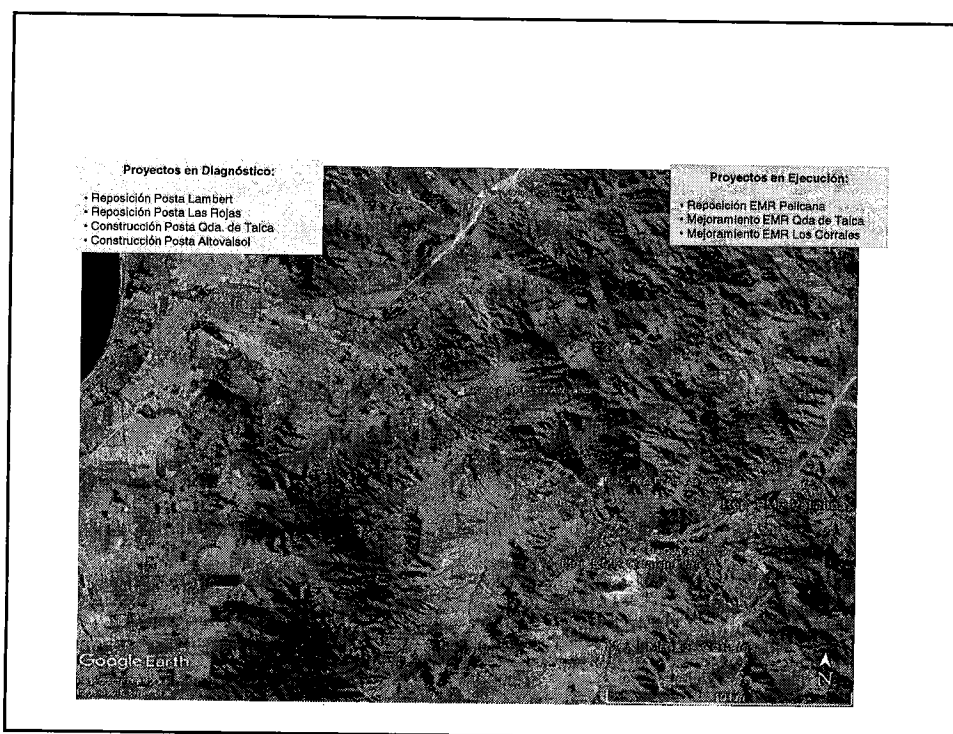 Proyectos en Diagnóstico:
• Reposición Posta Lambert
• Reposición Posta Las Rojas
• Construcción Posta Qda. de Talca
• Construcción Posta Altovalsol
Proyectos en Ejecución:
• Reposición EMR Pelicana
• Mejoramiento EMR Qda de Talca
• Mejoramiento EMR Los Corrales
Google Earth
N